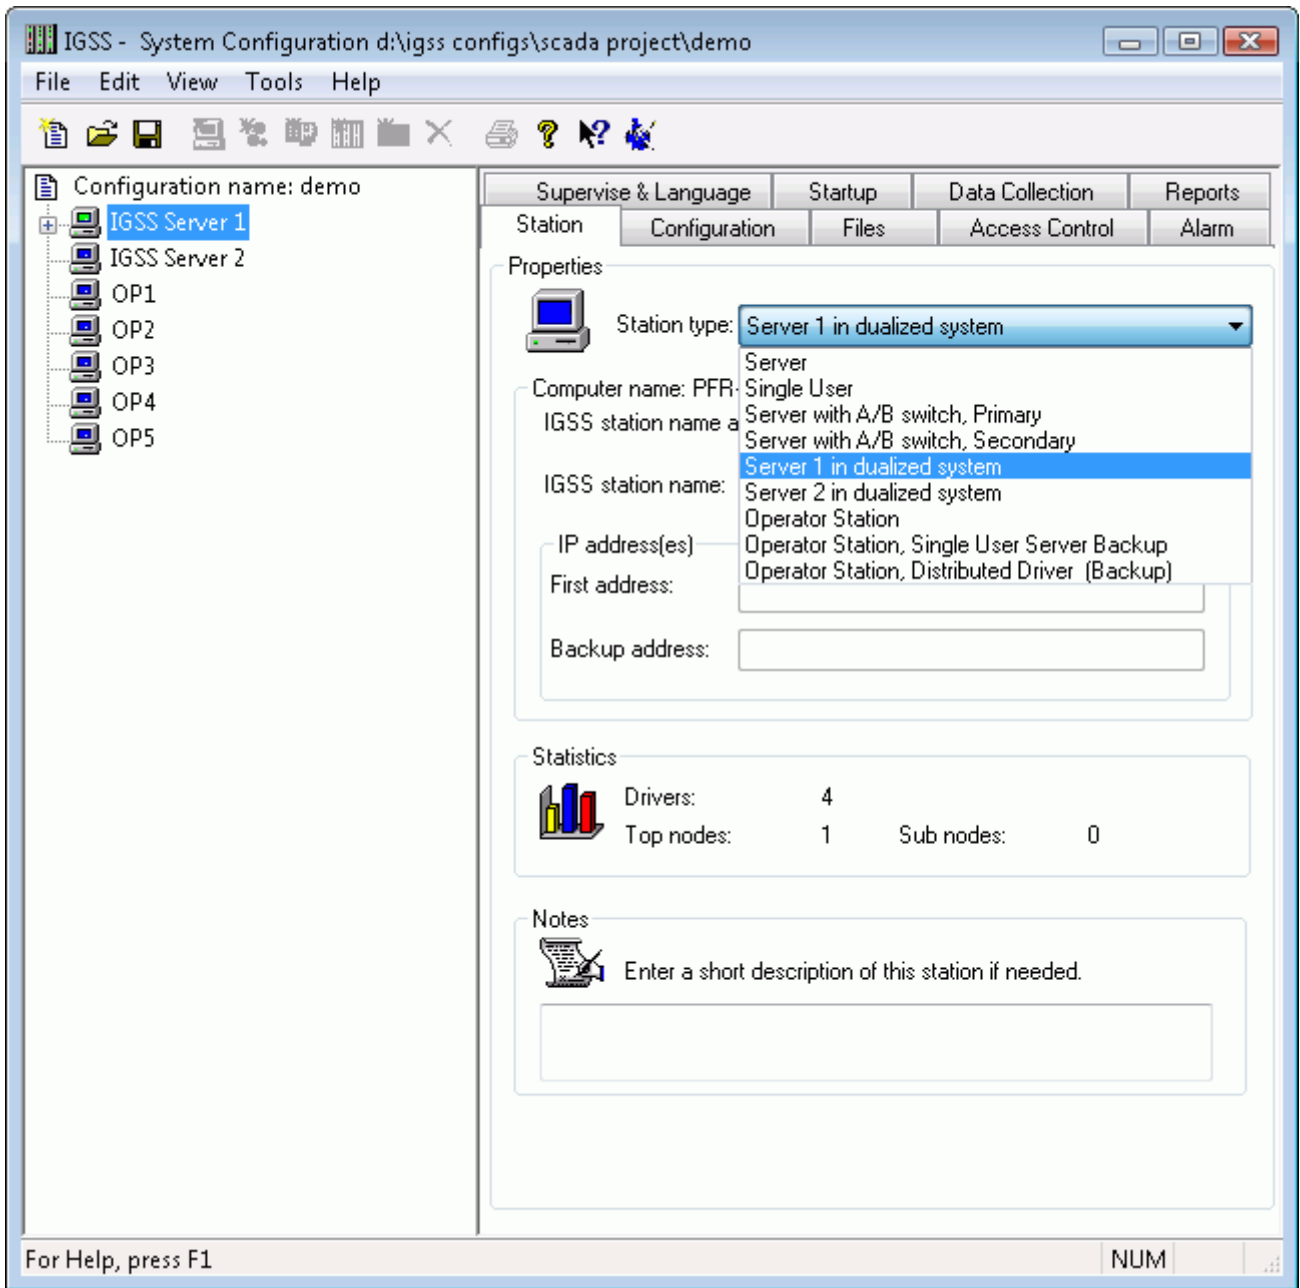 IGSS - System Configuration d:\igss configs\scada project\demo
File Edit View Tools Help
Configuration name: demo
IGSS Server 1
IGSS Server 2
OP1
OP2
OP3
OP4
OP5
Supervise & Language Startup Data Collection Reports
Station Configuration Files Access Control Alarm
Properties
Station type: Server 1 in dualized system
Server
Single User
Server with A/B switch, Primary
Server with A/B switch, Secondary
Server 1 in dualized system
Server 2 in dualized system
Operator Station
Operator Station, Single User Server Backup
Operator Station, Distributed Driver (Backup)
Computer name: PFR-
IGSS station name a
IGSS station name:
IP address(es)
First address:
Backup address:
Statistics
Drivers: 4
Top nodes: 1 Sub nodes: 0
Notes
Enter a short description of this station if needed.
For Help, press F1 NUM